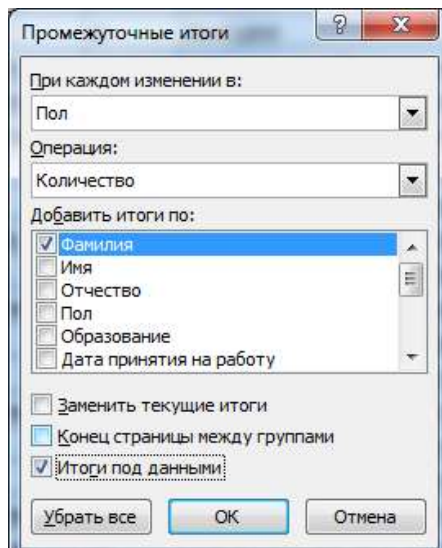 Промежуточные итоги
При каждом изменении в:
Пол
Операция:
Количество
Добавить итоги по:
Фамилия
Имя
Отчество
Пол
Образование
Дата принятия на работу
Заменить текущие итоги
Конец страницы между группами
Итоги под данными
Убрать все
ОК
Отмена